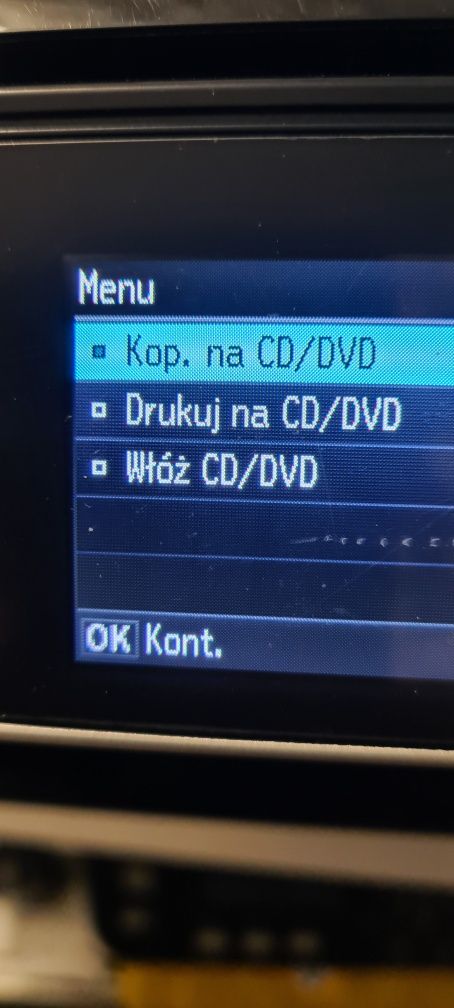 Menu
Kop. na CD/DVD
Drukuj na CD/DVD
Włóż CD/DVD
OK Kont.